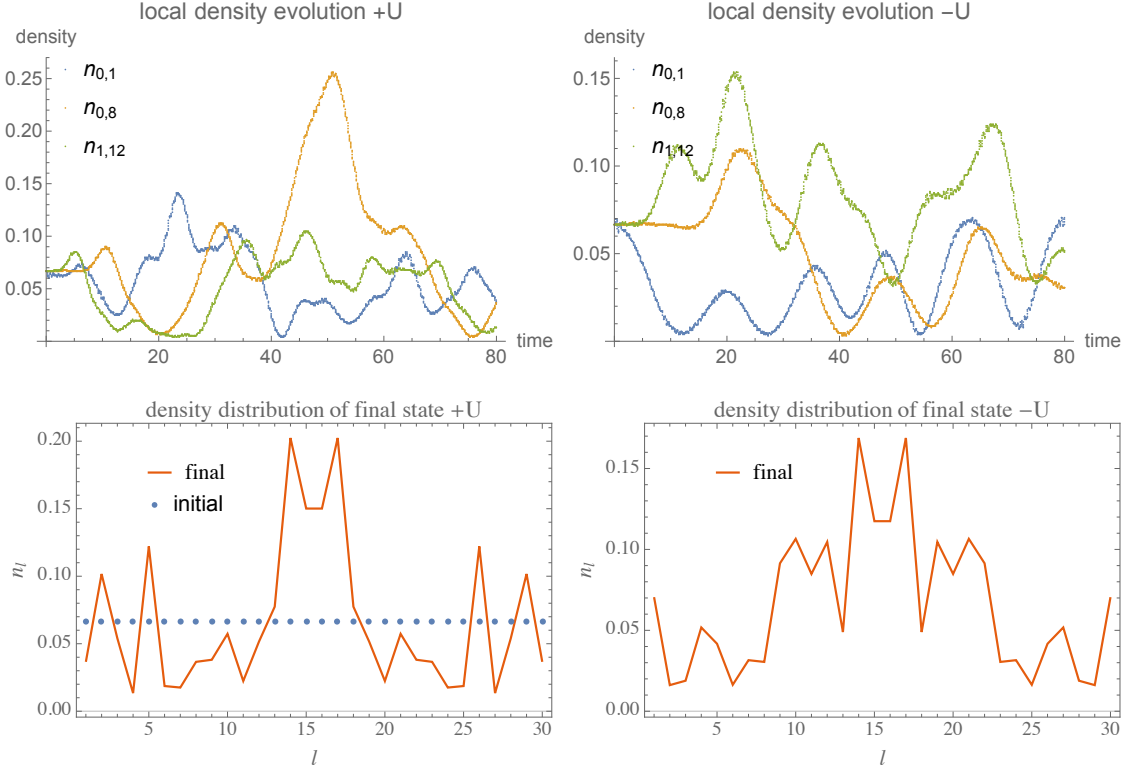 local density evolution +U
density
0.25
0.20
0.15
0.10
0.05
n0,1
n0,8
n1,12
20
40
60
80
time
local density evolution −U
density
0.15
0.10
0.05
n0,1
n0,8
n1,12
20
40
60
80
time
density distribution of final state +U
0.20
0.15
0.10
0.05
0.00
nl
final
initial
5
10
15
20
25
30
l
density distribution of final state −U
0.15
0.10
0.05
0.00
nl
final
5
10
15
20
25
30
l